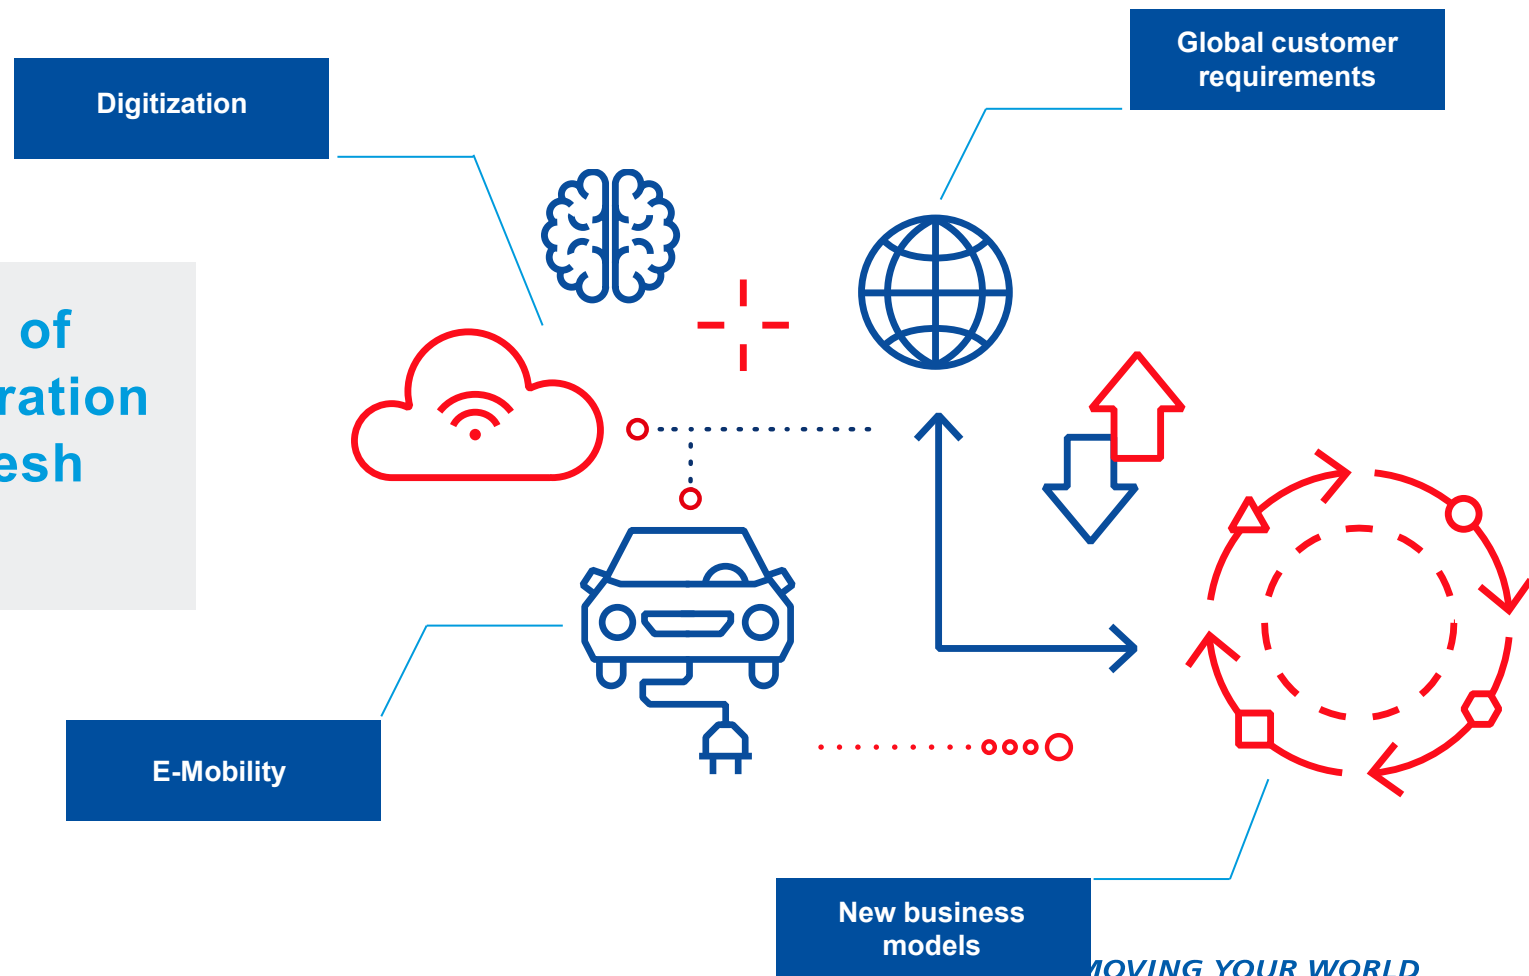 Global customer
requirements
Digitization
of
ration
esh
E-Mobility
New business
models
MOVING YOUR WORLD